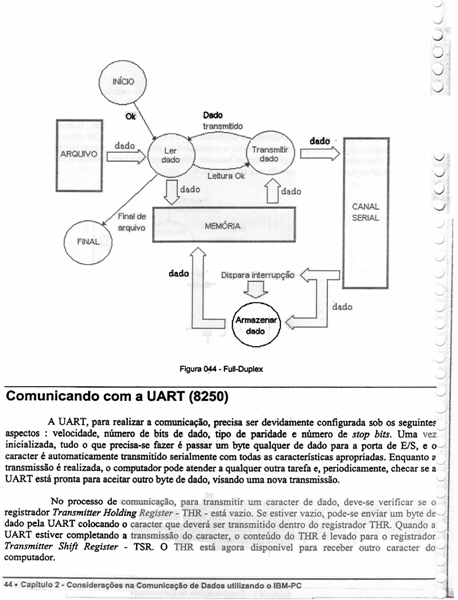 INÍCIO
Ok
Dado
transmitido
ARQUIVO
dado
Ler
dado
Transmitir
dado
dado
Leitura Ok
dado
dado
Final de
arquivo
FINAL
MEMÓRIA
CANAL
SERIAL
dado
Dispara interrupção
dado
Armazenar
dado
Figura 044 - Full-Duplex
Comunicando com a UART (8250)
A UART, para realizar a comunicação, precisa ser devidamente configurada sob os seguintes
aspectos : velocidade, número de bits de dado, tipo de paridade e número de stop bits. Uma vez
inicializada, tudo o que precisa-se fazer é passar um byte qualquer de dado para a porta de E/S, e o
caracter é automaticamente transmitido serialmente com todas as características apropriadas. Enquanto a
transmissão é realizada, o computador pode atender a qualquer outra tarefa e, periodicamente, checar se a
UART está pronta para aceitar outro byte de dado, visando uma nova transmissão.
No processo de comunicação, para transmitir um caracter de dado, deve-se verificar se o
registrador Transmitter Holding Register - THR - está vazio. Se estiver vazio, pode-se enviar um byte de
dado pela UART colocando o caracter que deverá ser transmitido dentro do registrador THR. Quando a
UART estiver completando a transmissão do caracter, o conteúdo do THR é levado para o registrador
Transmitter Shift Register - TSR. O THR está agora disponível para receber outro caracter do
computador.
44 • Capítulo 2 - Considerações na Comunicação de Dados utilizando o IBM-PC